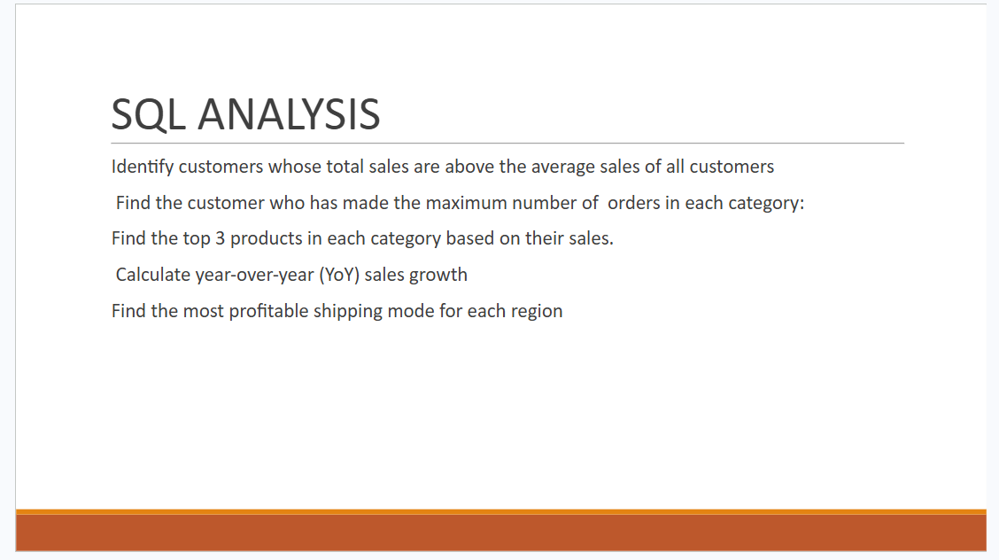 SQL ANALYSIS
Identify customers whose total sales are above the average sales of all customers
Find the customer who has made the maximum number of  orders in each category:
Find the top 3 products in each category based on their sales.
Calculate year-over-year (YoY) sales growth
Find the most profitable shipping mode for each region